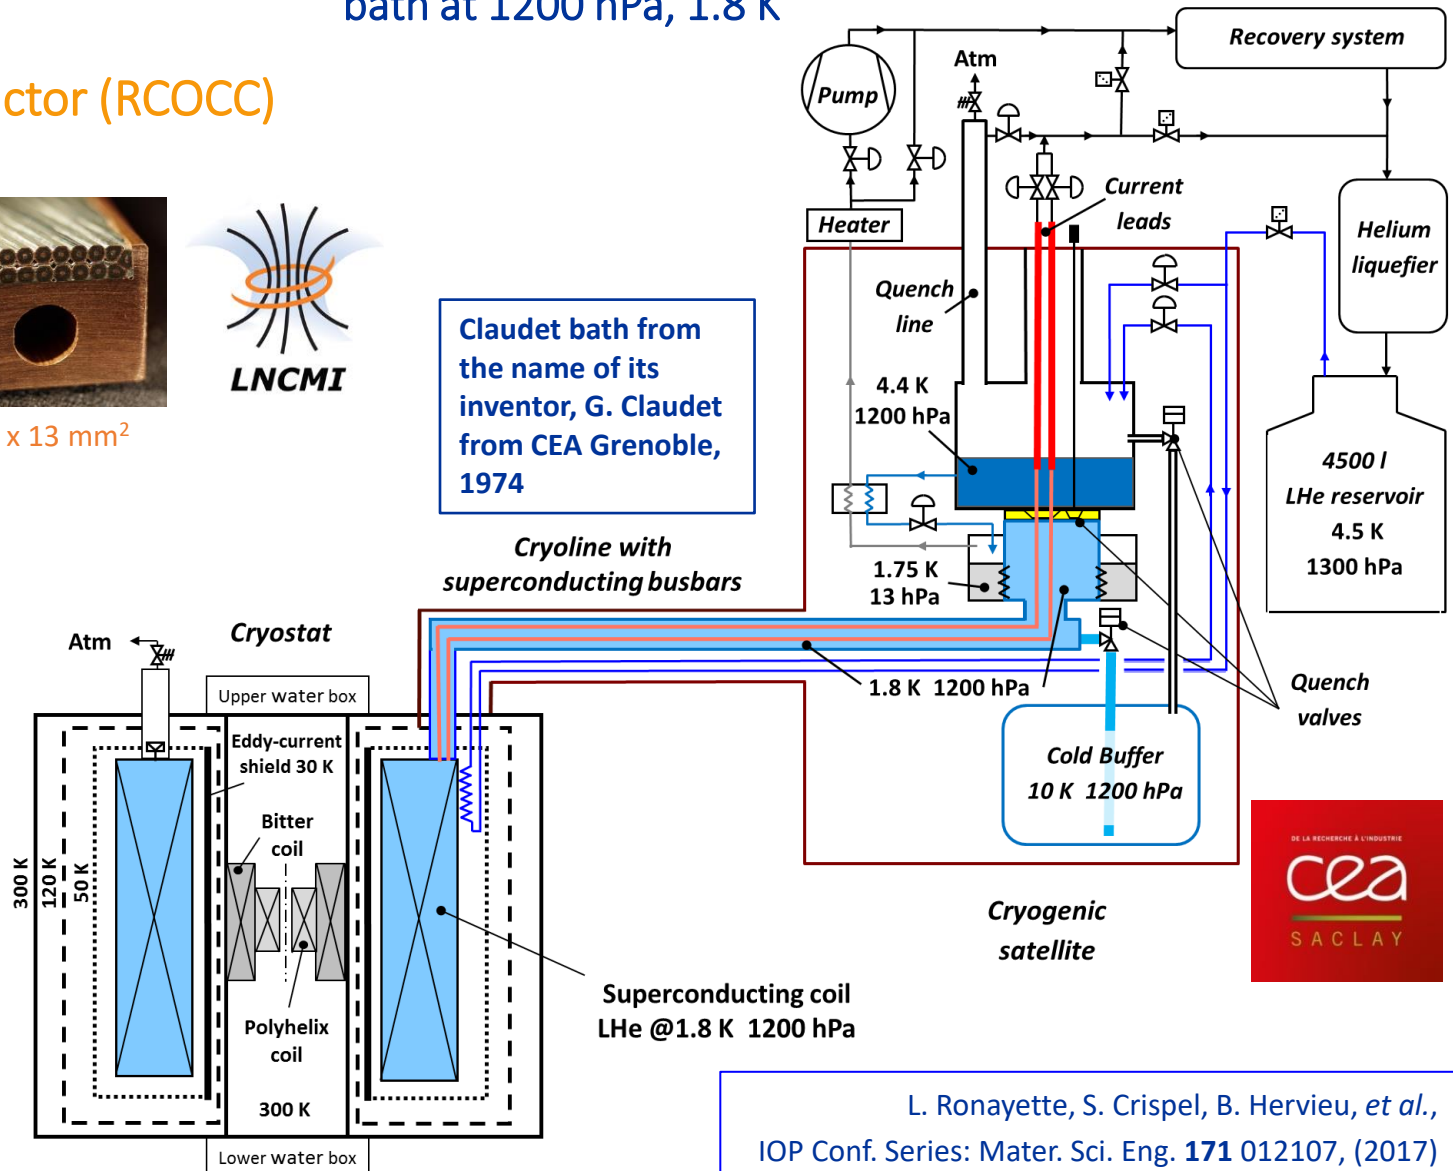 bath at 1200 hPa, 1.8 K
ctor (RCOCC)
x 13 mm²
LNCMI
Claudet bath from
the name of its
inventor, G. Claudet
from CEA Grenoble,
1974
Recovery system
Pump
Atm
Current
leads
Heater
Helium
liquefier
Quench
line
4.4 K
1200 hPa
4500 l
LHe reservoir
4.5 K
1300 hPa
1.75 K
13 hPa
Cryoline with
superconducting busbars
1.8 K 1200 hPa
Quench
valves
Cold Buffer
10 K 1200 hPa
Cryogenic
satellite
Cryostat
Atm
Upper water box
Eddy-current
shield 30 K
Bitter
coil
300 K
120 K
50 K
Polyhelix
coil
300 K
Lower water box
Superconducting coil
LHe @1.8 K 1200 hPa
DE LA RECHERCHE À L'INDUSTRIE
cea
SACLAY
L. Ronayette, S. Crispel, B. Hervieu, et al.,
IOP Conf. Series: Mater. Sci. Eng. 171 012107, (2017)